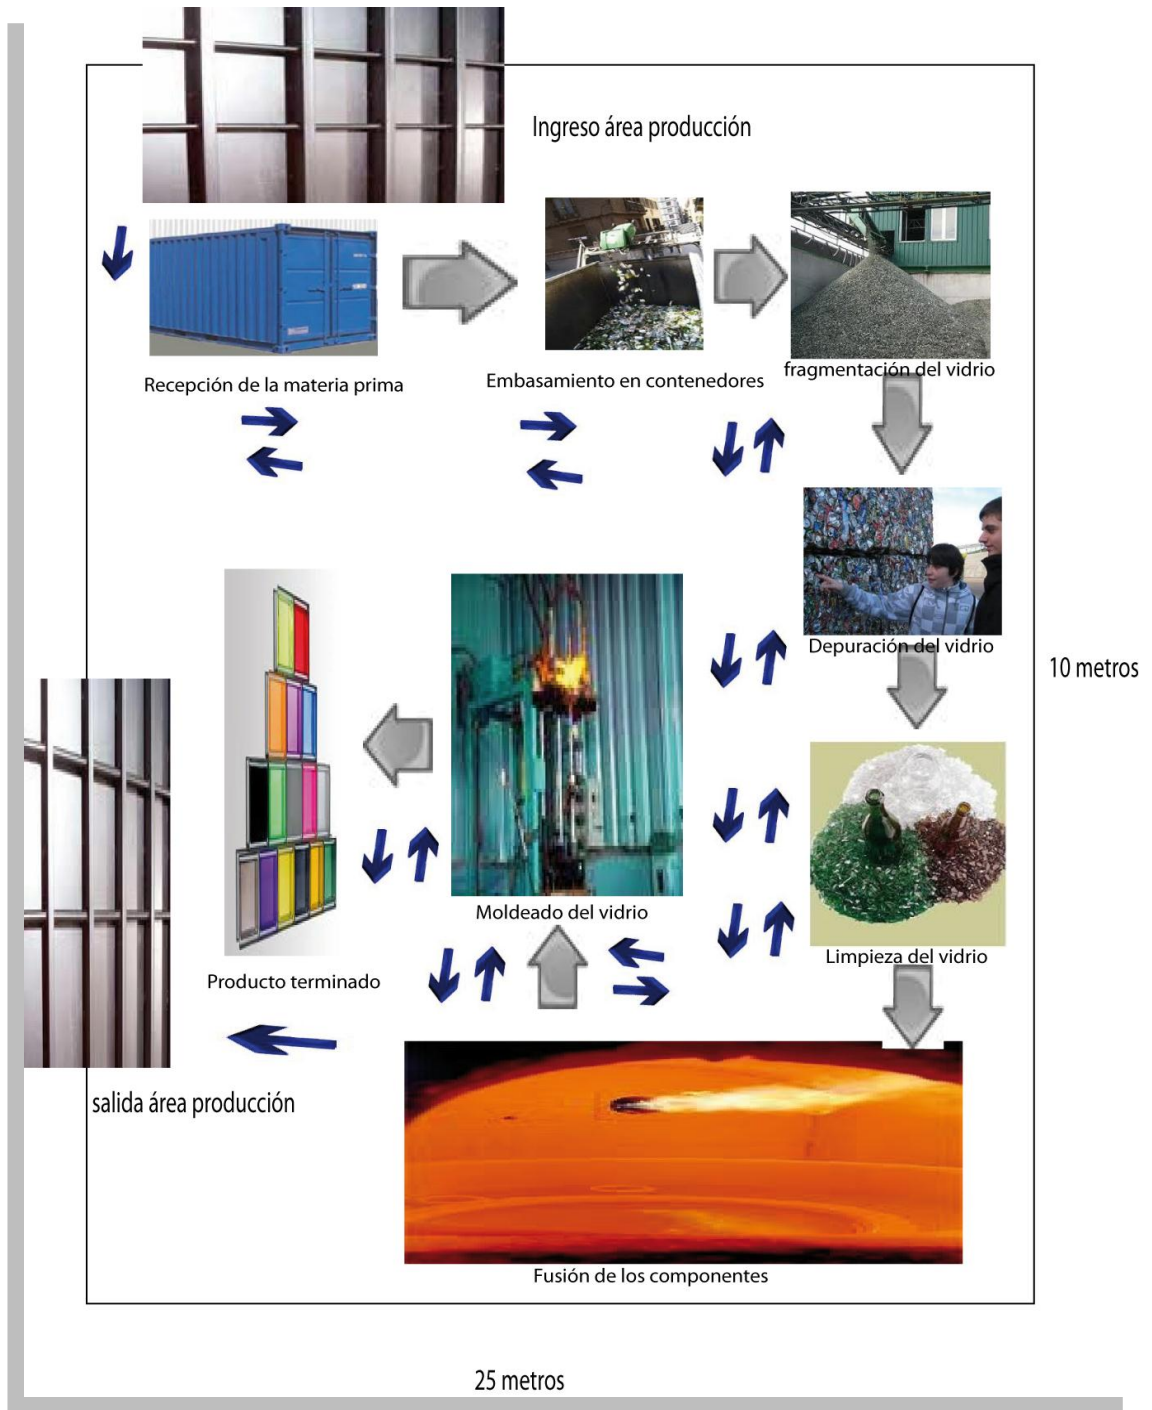 Ingreso área producción
Recepción de la materia prima
Embasamiento en contenedores
fragmentación del vidrio
Depuración del vidrio
10 metros
Moldeado del vidrio
Limpieza del vidrio
Producto terminado
salida área producción
Fusión de los componentes
25 metros